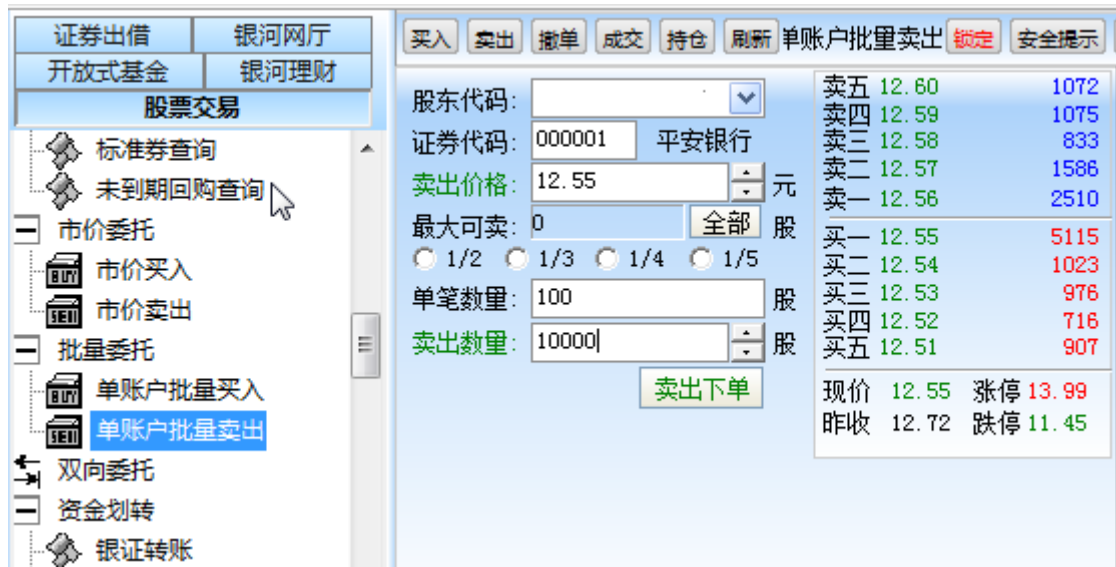 证券出借 银河网厅
开放式基金 银河理财
股票交易
标准券查询
未到期回购查询
市价委托
BUY 市价买入
SELL 市价卖出
批量委托
BUY 单账户批量买入
SELL 单账户批量卖出
双向委托
资金划转
银证转账
买入 卖出 撤单 成交 持仓 刷新 单账户批量卖出 锁定 安全提示
股东代码:
证券代码: 000001 平安银行
卖出价格: 12.55 元
最大可卖: 0 全部 股
1/2 1/3 1/4 1/5
单笔数量: 100 股
卖出数量: 10000 股
卖出下单
卖五 12.60 1072
卖四 12.59 1075
卖三 12.58 833
卖二 12.57 1586
卖一 12.56 2510
买一 12.55 5115
买二 12.54 1023
买三 12.53 976
买四 12.52 716
买五 12.51 907
现价 12.55 涨停 13.99
昨收 12.72 跌停 11.45